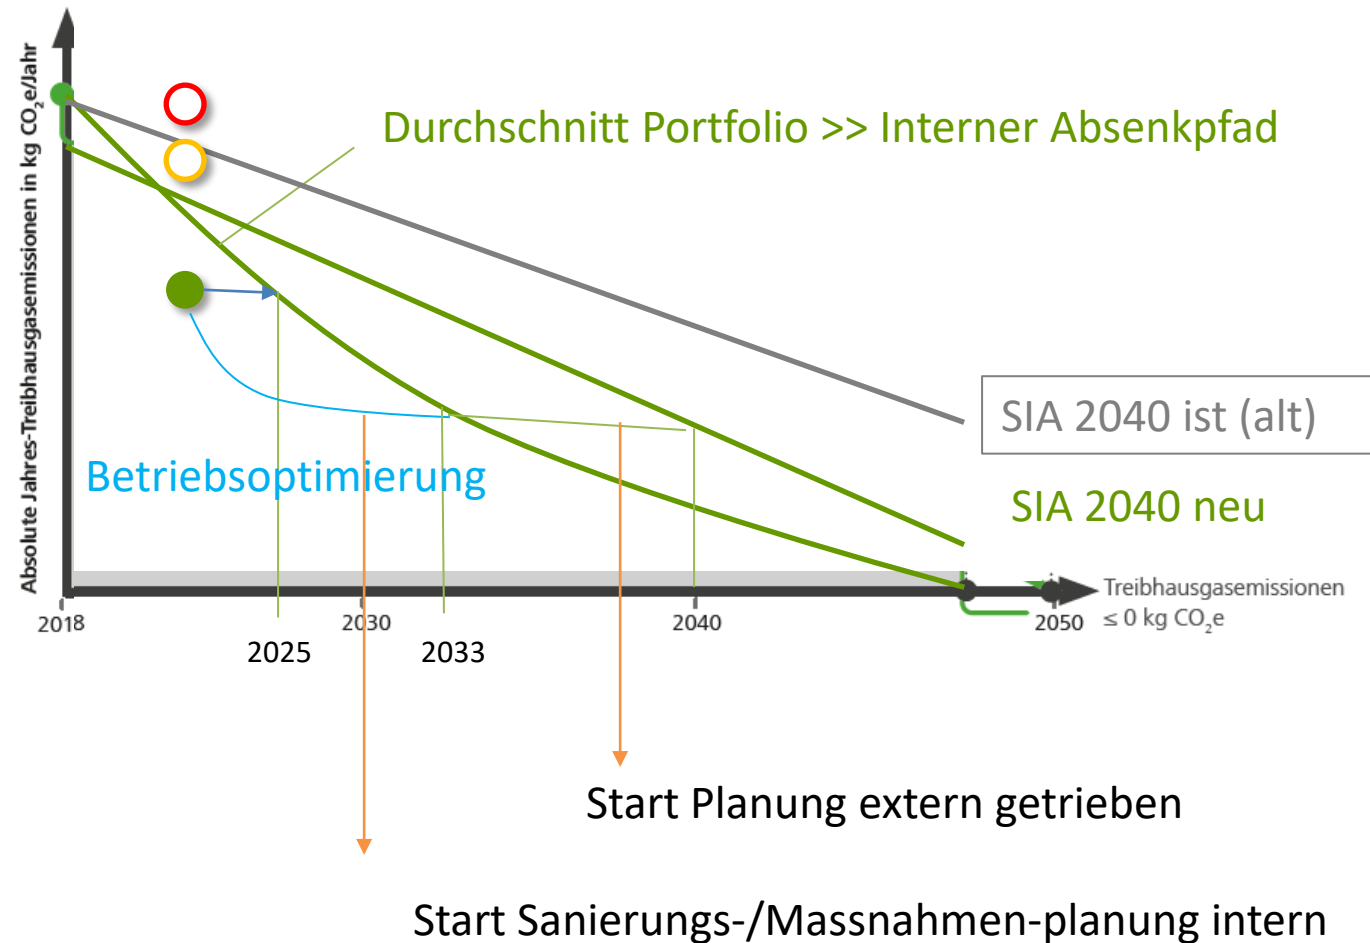 Absolute Jahres-Treibhausgasemissionen in kg CO₂e/Jahr
Durchschnitt Portfolio >> Interner Absenkpfad
SIA 2040 ist (alt)
Betriebsoptimierung
SIA 2040 neu
Treibhausgasemissionen
≤ 0 kg CO₂e
2018
2030
2040
2050
2025
2033
Start Planung extern getrieben
Start Sanierungs-/Massnahmen-planung intern